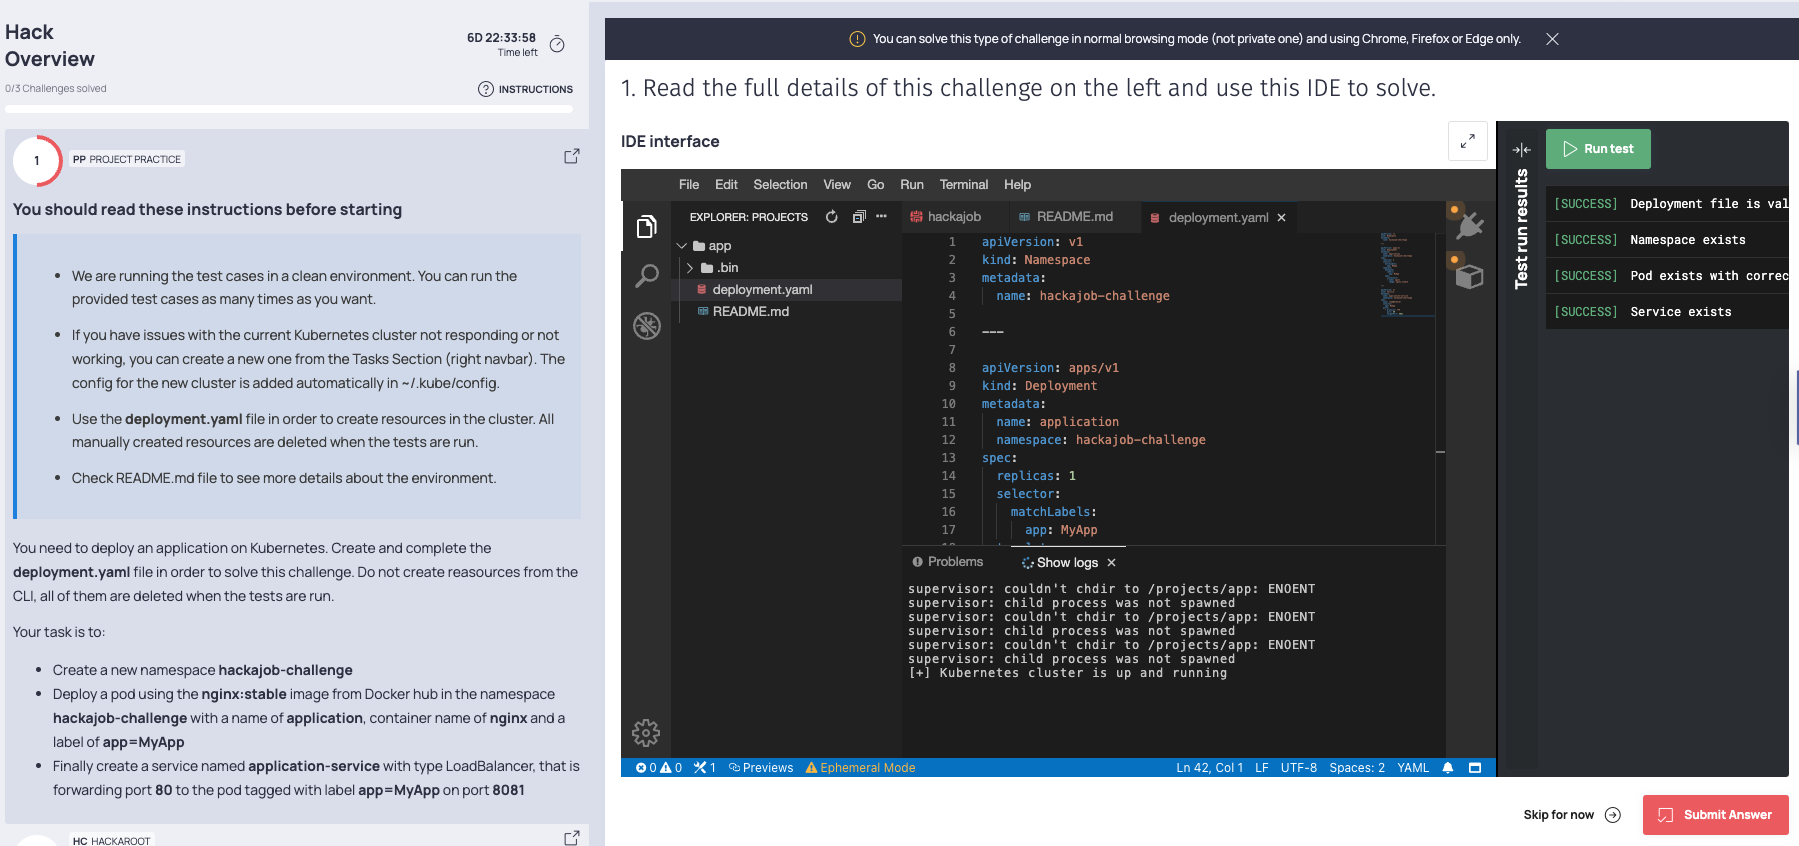 Hack
Overview
6D 22:33:58
Time left
0/3 Challenges solved
INSTRUCTIONS
1
PP PROJECT PRACTICE
You should read these instructions before starting
We are running the test cases in a clean environment. You can run the
provided test cases as many times as you want.
If you have issues with the current Kubernetes cluster not responding or not
working, you can create a new one from the Tasks Section (right navbar). The
config for the new cluster is added automatically in ~/.kube/config.
Use the deployment.yaml file in order to create resources in the cluster. All
manually created resources are deleted when the tests are run.
Check README.md file to see more details about the environment.
You need to deploy an application on Kubernetes. Create and complete the
deployment.yaml file in order to solve this challenge. Do not create reasources from the
CLI, all of them are deleted when the tests are run.
Your task is to:
Create a new namespace hackajob-challenge
Deploy a pod using the nginx:stable image from Docker hub in the namespace
hackajob-challenge with a name of application, container name of nginx and a
label of app=MyApp
Finally create a service named application-service with type LoadBalancer, that is
forwarding port 80 to the pod tagged with label app=MyApp on port 8081
HC HACKAROOT
You can solve this type of challenge in normal browsing mode (not private one) and using Chrome, Firefox or Edge only.
1. Read the full details of this challenge on the left and use this IDE to solve.
IDE interface
File Edit Selection View Go Run Terminal Help
EXPLORER: PROJECTS
app
.bin
deployment.yaml
README.md
hackajob README.md deployment.yaml
1 apiVersion: v1
2 kind: Namespace
3 metadata:
4 name: hackajob-challenge
5
6 ---
7
8 apiVersion: apps/v1
9 kind: Deployment
10 metadata:
11 name: application
12 namespace: hackajob-challenge
13 spec:
14 replicas: 1
15 selector:
16 matchLabels:
17 app: MyApp
Problems Show logs
supervisor: couldn't chdir to /projects/app: ENOENT
supervisor: child process was not spawned
supervisor: couldn't chdir to /projects/app: ENOENT
supervisor: child process was not spawned
supervisor: couldn't chdir to /projects/app: ENOENT
supervisor: child process was not spawned
[+] Kubernetes cluster is up and running
0 0 1 Previews Ephemeral Mode Ln 42, Col 1 LF UTF-8 Spaces: 2 YAML
Test run results
Run test
[SUCCESS] Deployment file is val
[SUCCESS] Namespace exists
[SUCCESS] Pod exists with correc
[SUCCESS] Service exists
Skip for now
Submit Answer